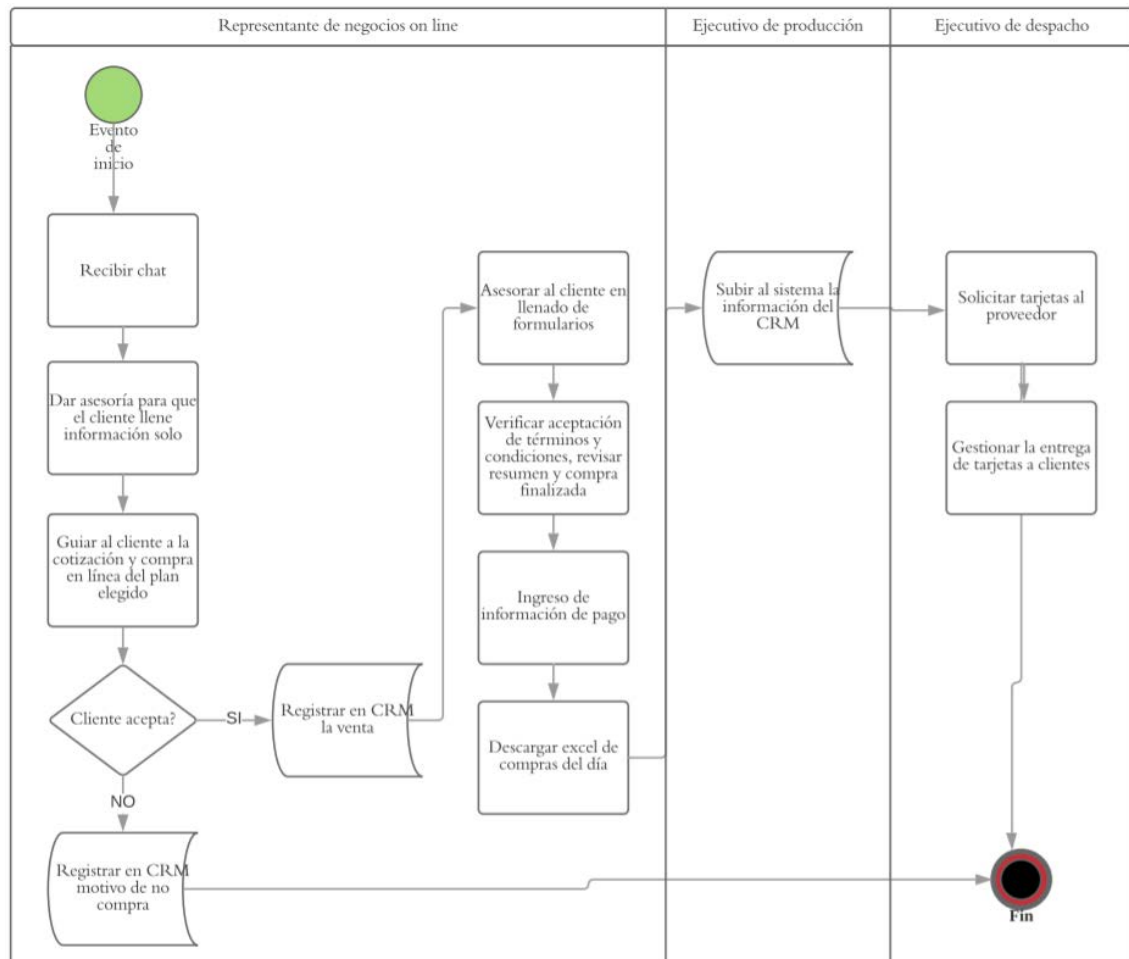 Representante de negocios on line
Ejecutivo de producción
Ejecutivo de despacho
Evento
de
inicio
Recibir chat
Dar asesoría para que
el cliente llene
información solo
Guiar al cliente a la
cotización y compra
en línea del plan
elegido
Cliente acepta?
SI
NO
Registrar en CRM
la venta
Registrar en CRM
motivo de no
compra
Asesorar al cliente en
llenado de
formularios
Verificar aceptación
de términos y
condiciones, revisar
resumen y compra
finalizada
Ingreso de
información de pago
Descargar excel de
compras del día
Subir al sistema la
información del
CRM
Solicitar tarjetas al
proveedor
Gestionar la entrega
de tarjetas a clientes
Fin